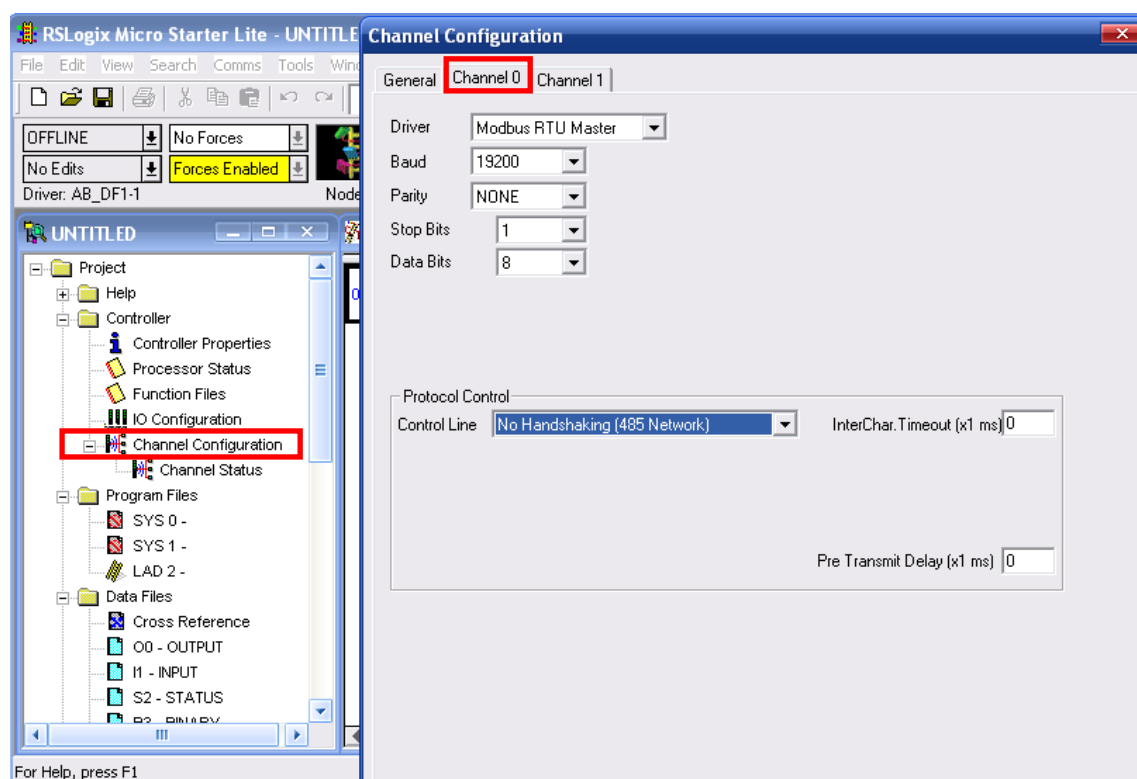 RSLogix Micro Starter Lite - UNTITLE
File Edit View Search Comms Tools Wind
OFFLINE
No Forces
No Edits
Forces Enabled
Driver: AB_DF1-1
Node
UNTITLED
Project
Help
Controller
Controller Properties
Processor Status
Function Files
IO Configuration
Channel Configuration
Channel Status
Program Files
SYS 0 -
SYS 1 -
LAD 2 -
Data Files
Cross Reference
O0 - OUTPUT
I1 - INPUT
S2 - STATUS
B3 - BINARY
For Help, press F1
0
Channel Configuration
General Channel 0 Channel 1
Driver Modbus RTU Master
Baud 19200
Parity NONE
Stop Bits 1
Data Bits 8
Protocol Control
Control Line No Handshaking (485 Network) InterChar.Timeout (x1 ms) 0
Pre Transmit Delay (x1 ms) 0